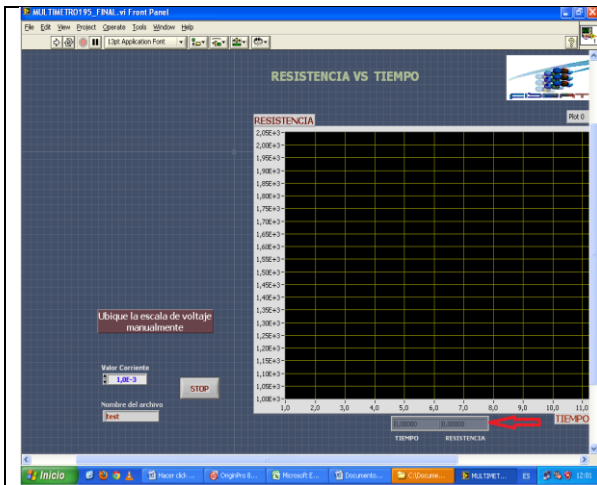 MULTIMETRO195_FINAL.vi Front Panel
File Edit View Project Operate Tools Window Help
13pt Application Font
RESISTENCIA VS TIEMPO
RESISTENCIA
Plot 0
2,05E+3
2,00E+3
1,95E+3
1,90E+3
1,85E+3
1,80E+3
1,75E+3
1,70E+3
1,65E+3
1,60E+3
1,55E+3
1,50E+3
1,45E+3
1,40E+3
1,35E+3
1,30E+3
1,25E+3
1,20E+3
1,15E+3
1,10E+3
1,05E+3
1,00E+3
1,0 2,0 3,0 4,0 5,0 6,0 7,0 8,0 9,0 10,0 11,0
TIEMPO
Ubique la escala de voltaje
manualmente
Valor Corriente
1,0E-3
STOP
Nombre del archivo
test
0,00000 0,00000
TIEMPO RESISTENCIA
Inicio Hacer click ... OriginPro 8... Microsoft E... Documento... C:\Docume... MULTIMET... ES 12:01